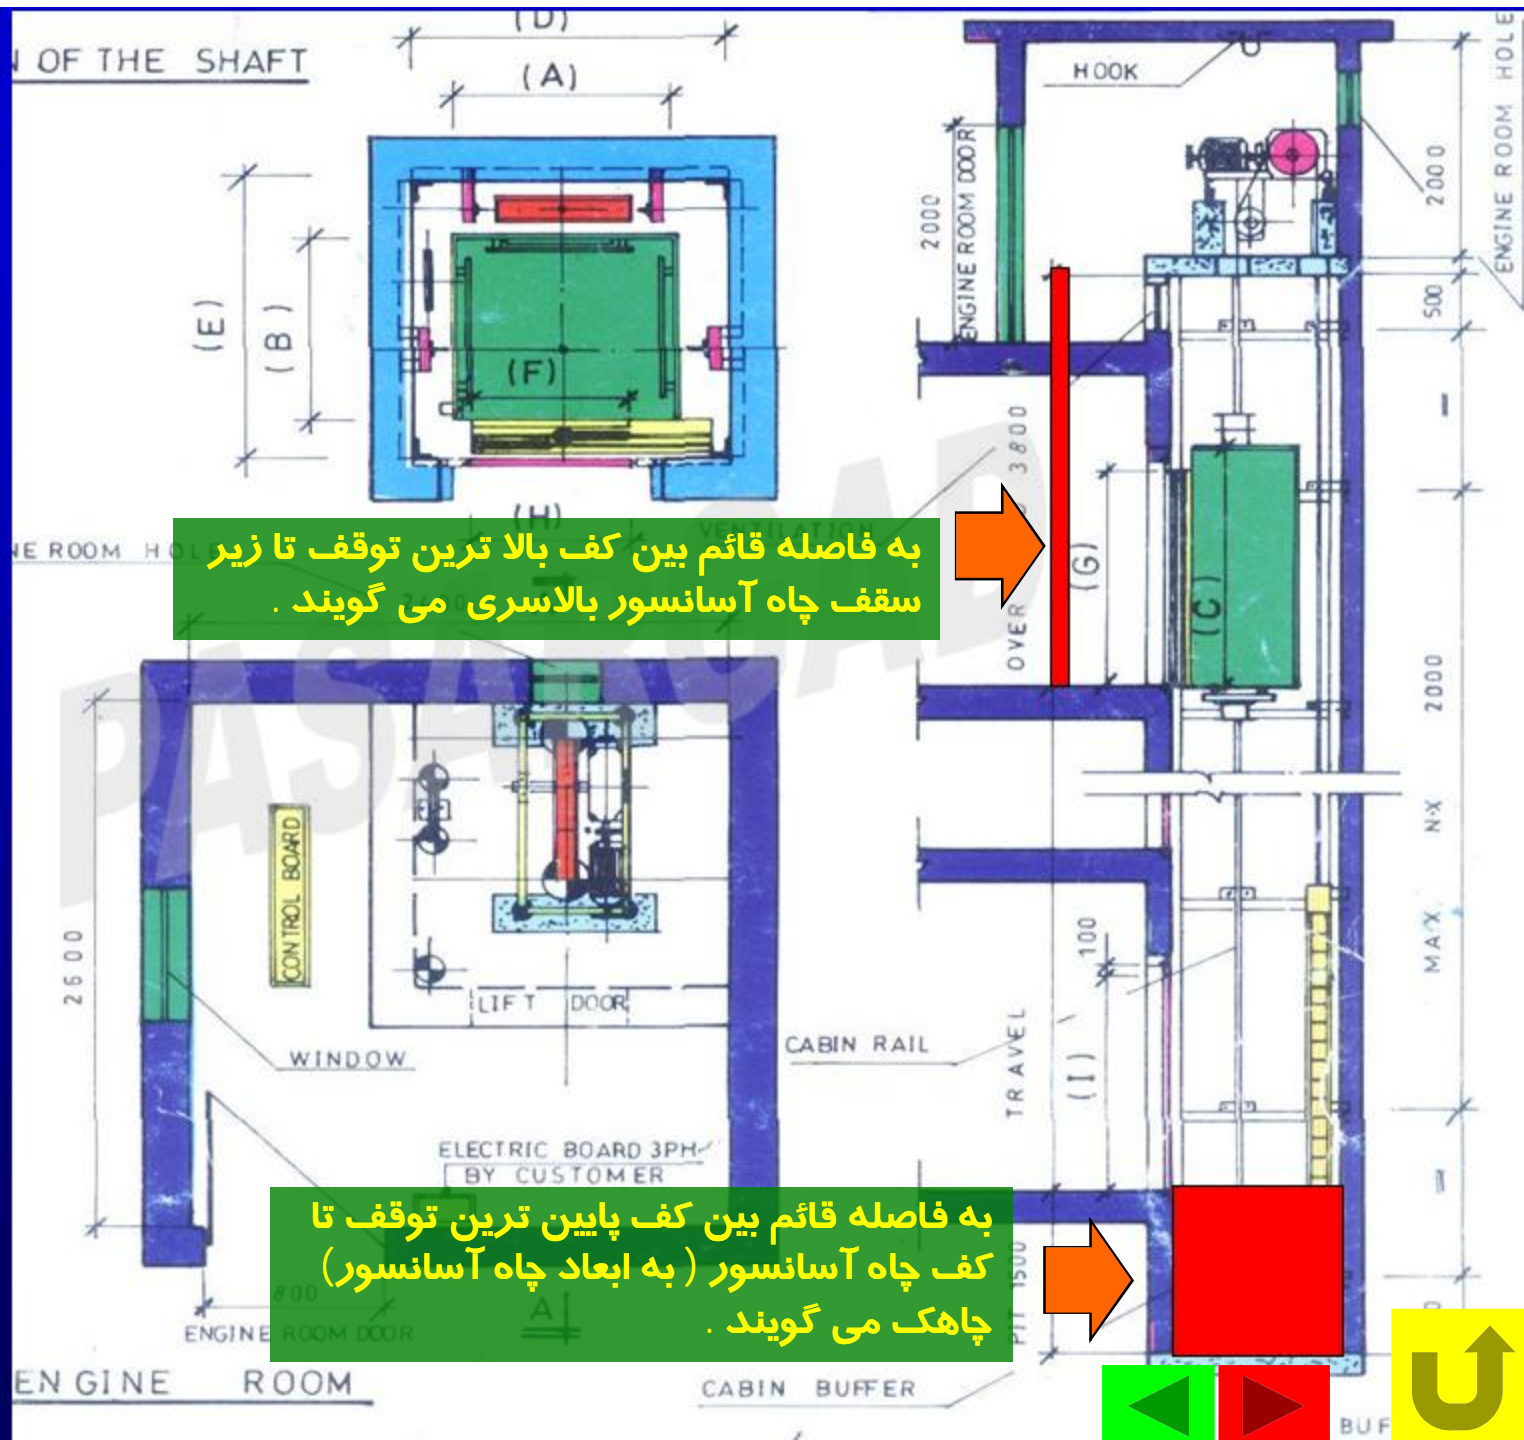 (D)
OF THE SHAFT
(A)
HOOK
ENGINE ROOM HOLE
2000
ENGINE ROOM DOOR
2000
(E)
(B)
(F)
500
3800
(G)
(C)
(H)
VENTILATION
به فاصله قائم بین کف بالا ترین توقف تا زیر
سقف چاه آسانسور بالاسری می گویند .
OVER
PASARGAD
2000
N.X
MAX.
CONTROL BOARD
2600
100
LIFT DOOR
WINDOW
CABIN RAIL
TRAVEL
(I)
ELECTRIC BOARD 3PH
BY CUSTOMER
به فاصله قائم بین کف پایین ترین توقف تا
کف چاه آسانسور ( به ابعاد چاه آسانسور)
چاهک می گویند .
PIT 1500
800
ENGINE ROOM DOOR
A
ENGINE ROOM
CABIN BUFFER